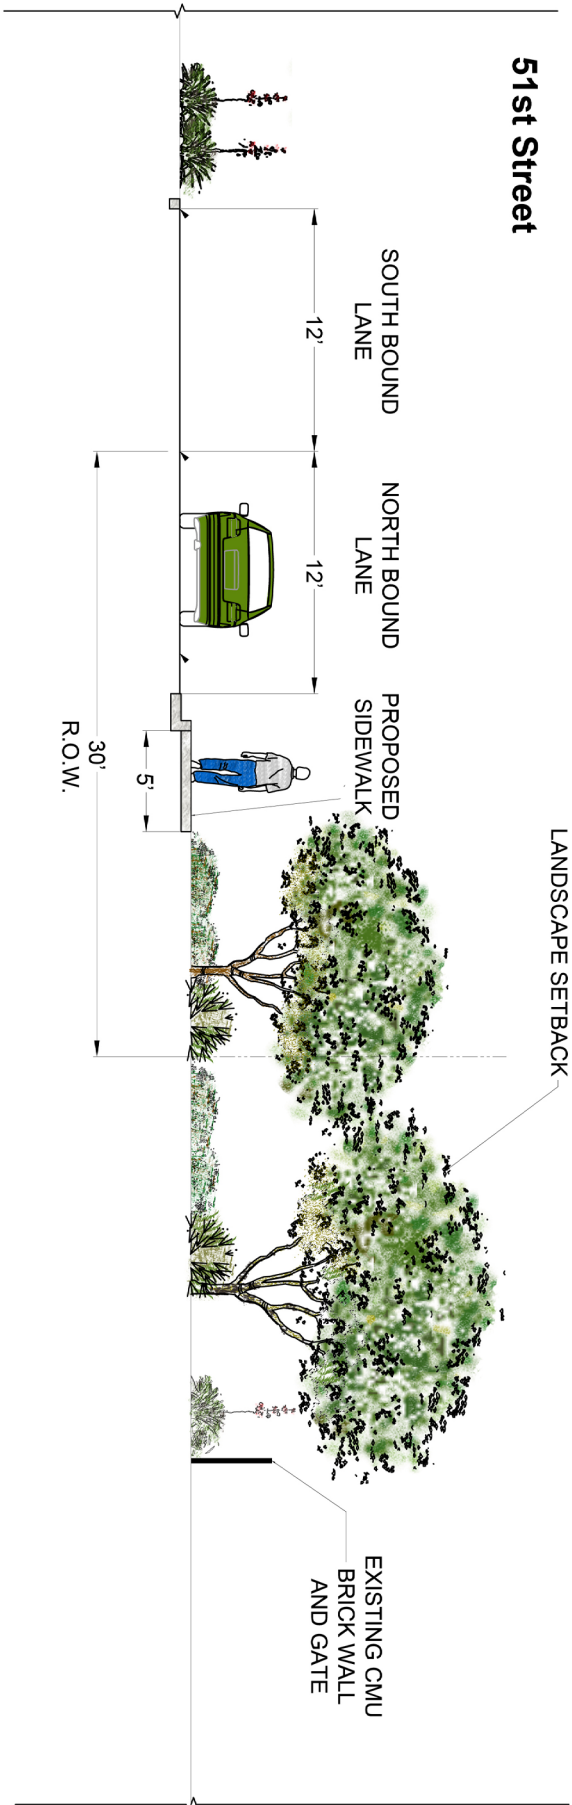 51st Street
SOUTH BOUND
LANE
12'
NORTH BOUND
LANE
12'
PROPOSED
SIDEWALK
5'
30'
R.O.W.
LANDSCAPE SETBACK
EXISTING CMU
BRICK WALL
AND GATE